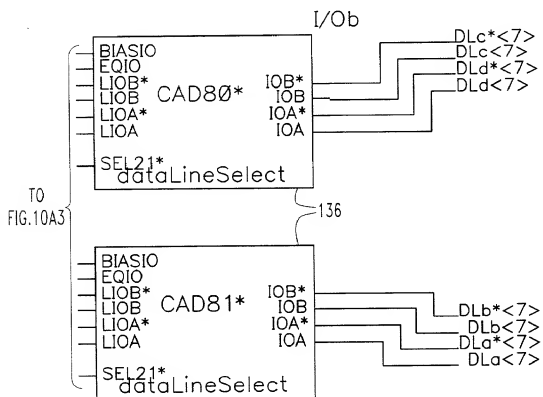 I/Ob
BIASIO
EQIO
LIOB*
LIOB
LIOA*
LIOA
SEL21*
CAD8Ø*
dataLineSelect
IOB*
IOB
IOA*
IOA
DLc*<7>
DLc<7>
DLd*<7>
DLd<7>
TO
FIG.10A3
136
BIASIO
EQIO
LIOB*
LIOB
LIOA*
LIOA
SEL21*
CAD81*
dataLineSelect
IOB*
IOB
IOA*
IOA
DLb*<7>
DLb<7>
DLa*<7>
DLa<7>